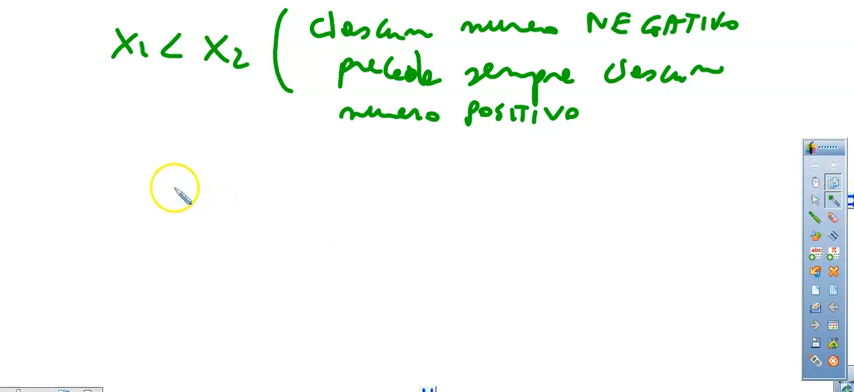 x₁ < x₂ ( ciascun numero NEGATIVO
precede sempre ciascun
numero POSITIVO